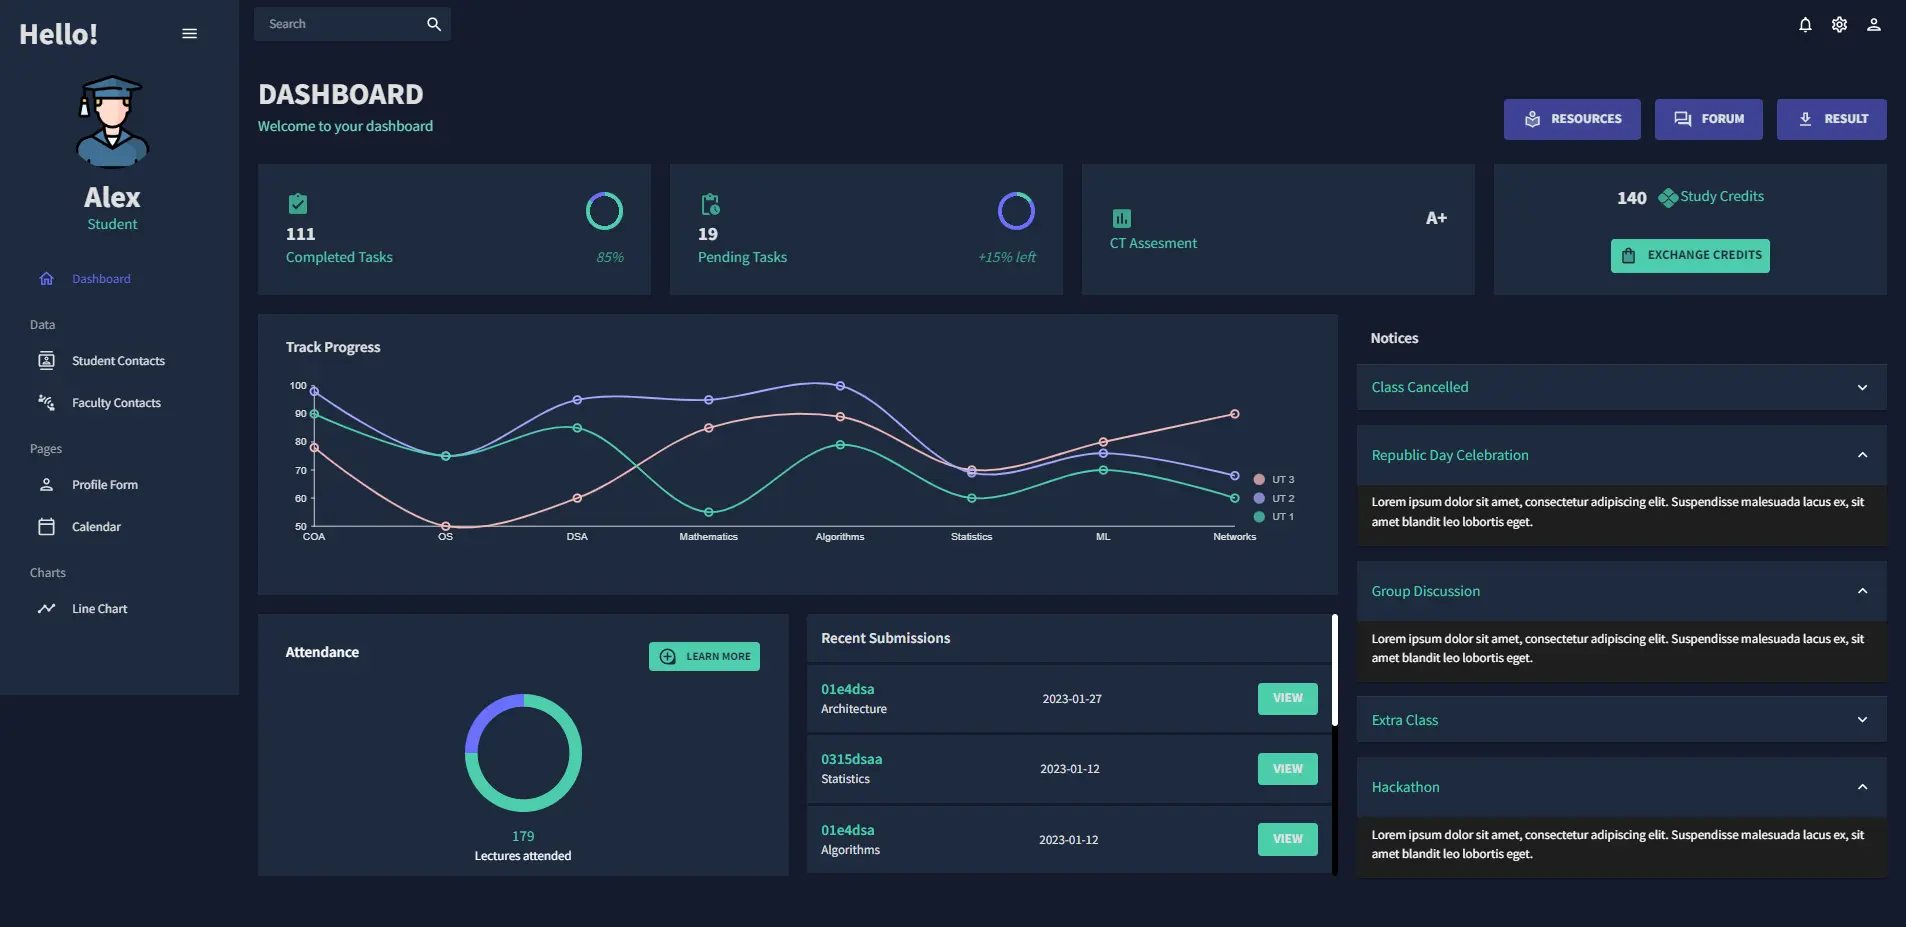 Hello!
Search
Alex
Student
Dashboard
Data
Student Contacts
Faculty Contacts
Pages
Profile Form
Calendar
Charts
Line Chart
DASHBOARD
Welcome to your dashboard
RESOURCES
FORUM
RESULT
111
Completed Tasks
85%
19
Pending Tasks
+15% left
CT Assesment
A+
140 Study Credits
EXCHANGE CREDITS
Track Progress
100
90
80
70
60
50
COA OS DSA Mathematics Algorithms Statistics ML Networks
UT 3
UT 2
UT 1
Attendance
LEARN MORE
179
Lectures attended
Recent Submissions
01e4dsa
Architecture
2023-01-27
VIEW
0315dsaa
Statistics
2023-01-12
VIEW
01e4dsa
Algorithms
2023-01-12
VIEW
Notices
Class Cancelled
Republic Day Celebration
Lorem ipsum dolor sit amet, consectetur adipiscing elit. Suspendisse malesuada lacus ex, sit
amet blandit leo lobortis eget.
Group Discussion
Lorem ipsum dolor sit amet, consectetur adipiscing elit. Suspendisse malesuada lacus ex, sit
amet blandit leo lobortis eget.
Extra Class
Hackathon
Lorem ipsum dolor sit amet, consectetur adipiscing elit. Suspendisse malesuada lacus ex, sit
amet blandit leo lobortis eget.